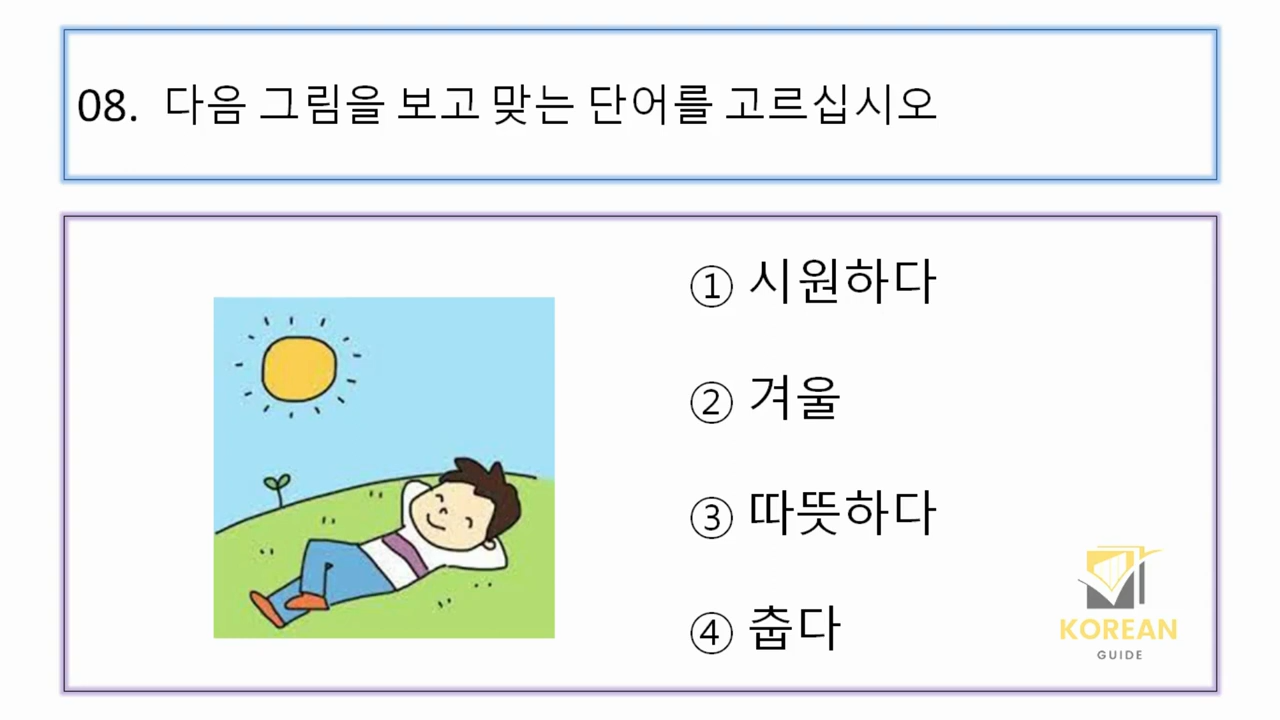 08. 다음 그림을 보고 맞는 단어를 고르십시오
① 시원하다
② 겨울
③ 따뜻하다
④ 춥다
KOREAN
GUIDE